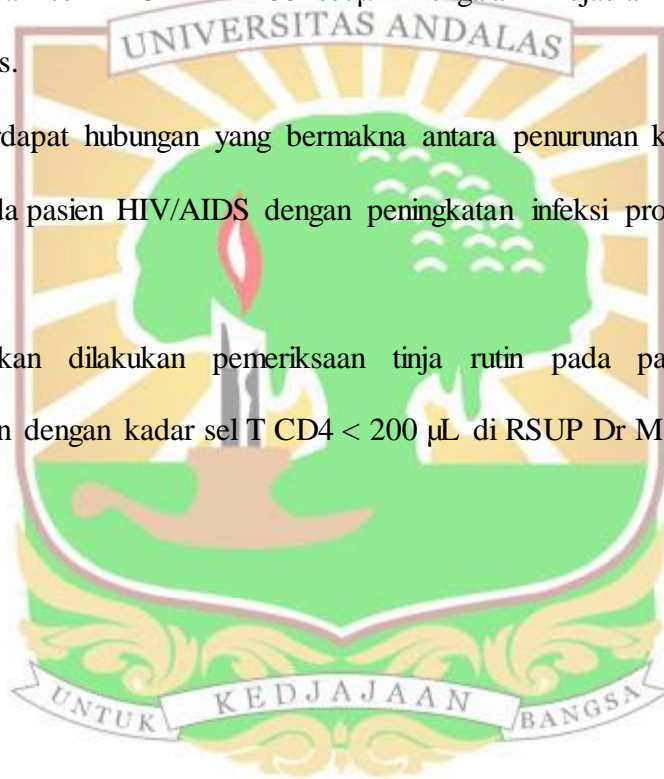 UNIVERSITAS ANDALAS
s.
rdapat hubungan yang bermakna antara penurunan k
da pasien HIV/AIDS dengan peningkatan infeksi pro
kan dilakukan pemeriksaan tinja rutin pada pa
n dengan kadar sel T CD4 < 200 µL di RSUP Dr M
UNTUK KEDJAJAAN BANGSA